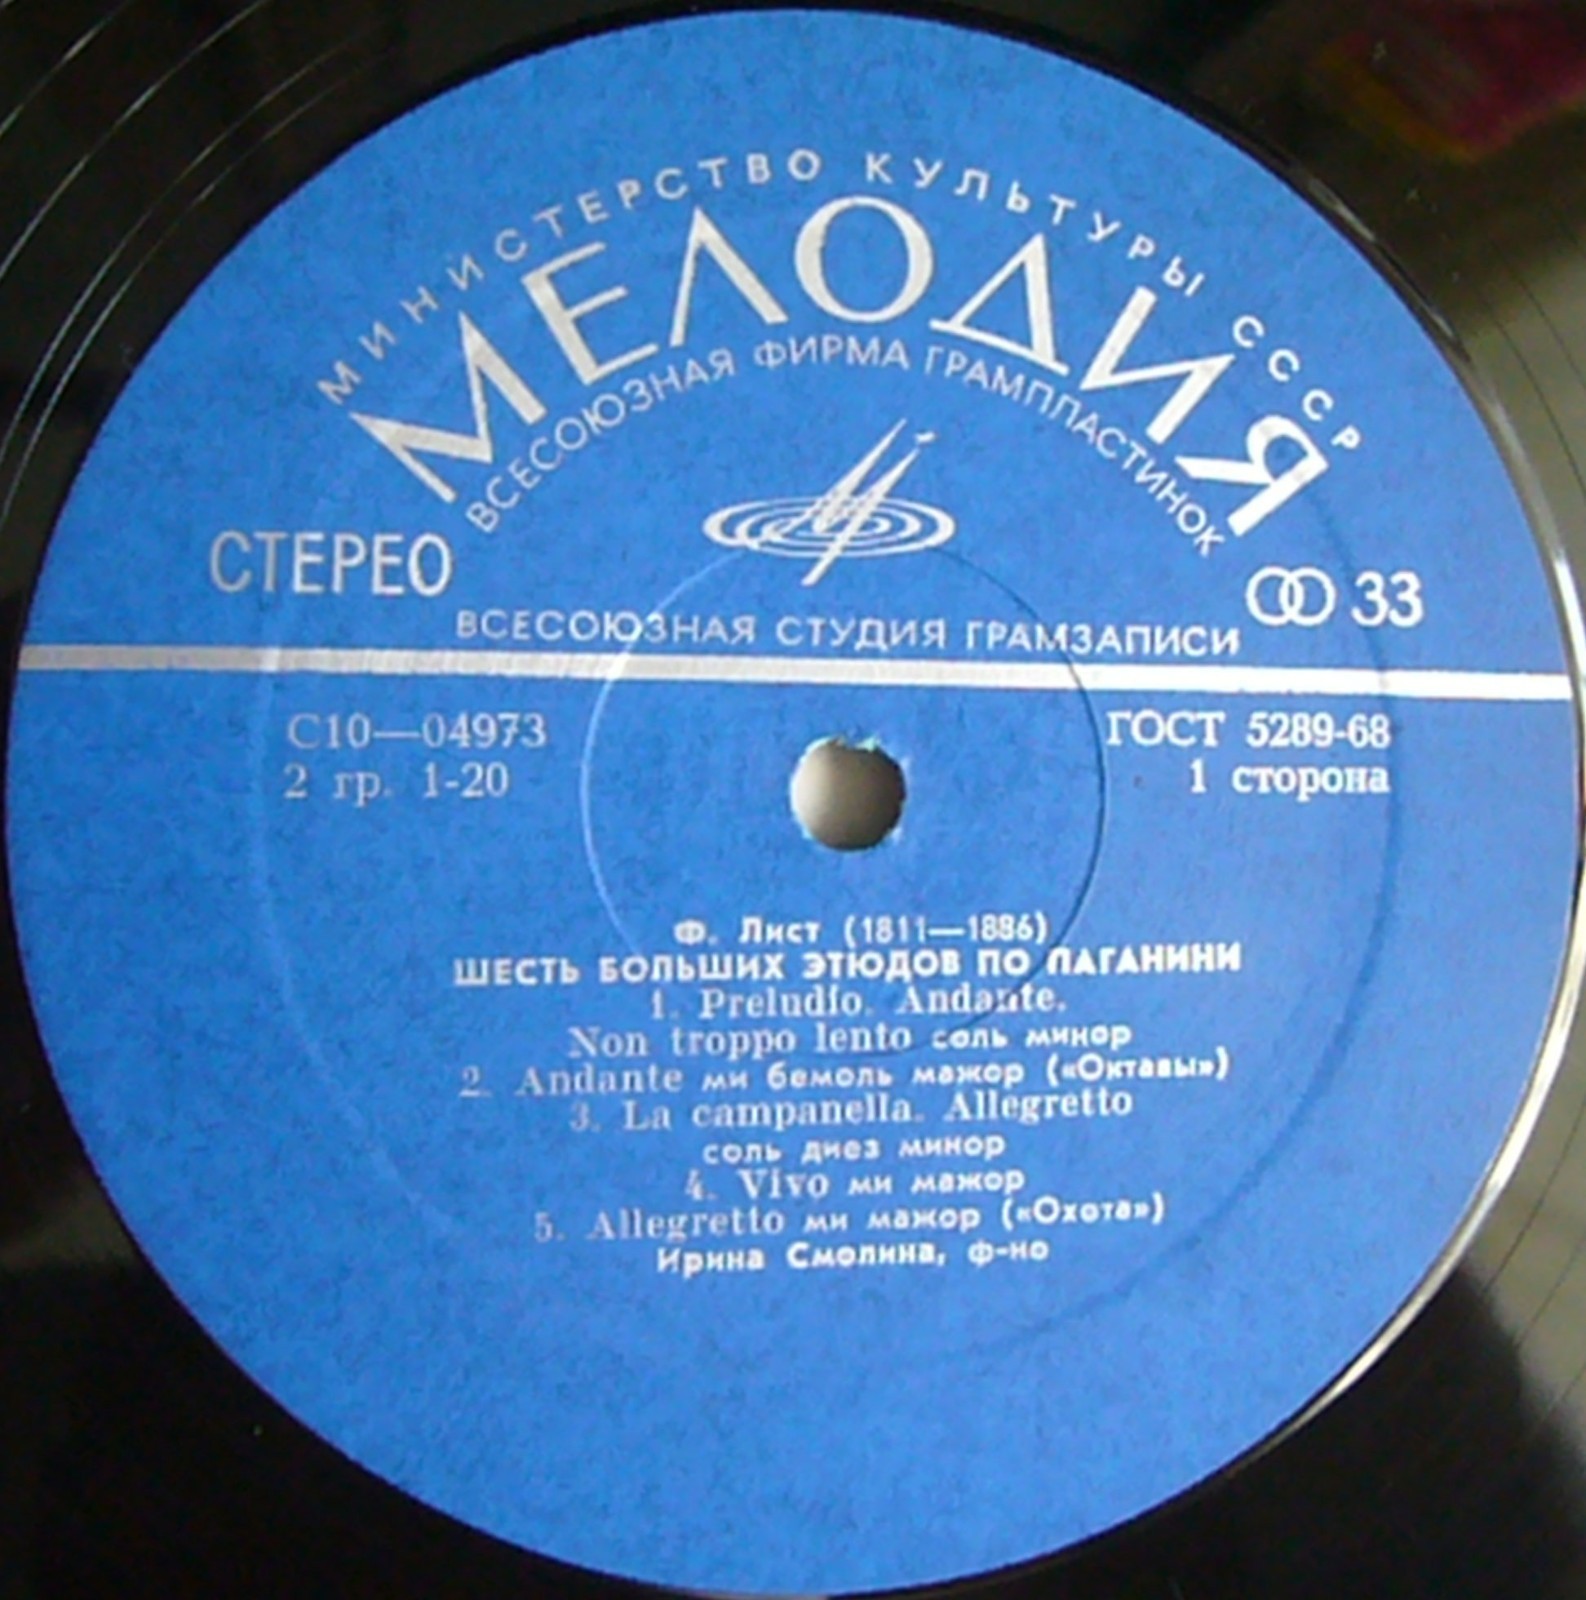 МИНИСТЕРСТВО КУЛЬТУРЫ СССР
МЕЛОДИЯ
ВСЕСОЮЗНАЯ ФИРМА ГРАМПЛАСТИНОК
СТЕРЕО
33
ВСЕСОЮЗНАЯ СТУДИЯ ГРАМЗАПИСИ
С10—04973
ГОСТ 5289-68
2 гр. 1-20
1 сторона
Ф. Лист (1811—1886)
ШЕСТЬ БОЛЬШИХ ЭТЮДОВ ПО ПАГАНИНИ
1. Preludio. Andante.
Non troppo lento соль минор
2. Andante ми бемоль мажор («Октавы»)
3. La campanella. Allegretto
соль диез минор
4. Vivo ми мажор
5. Allegretto ми мажор («Охота»)
Ирина Смолина, ф-но